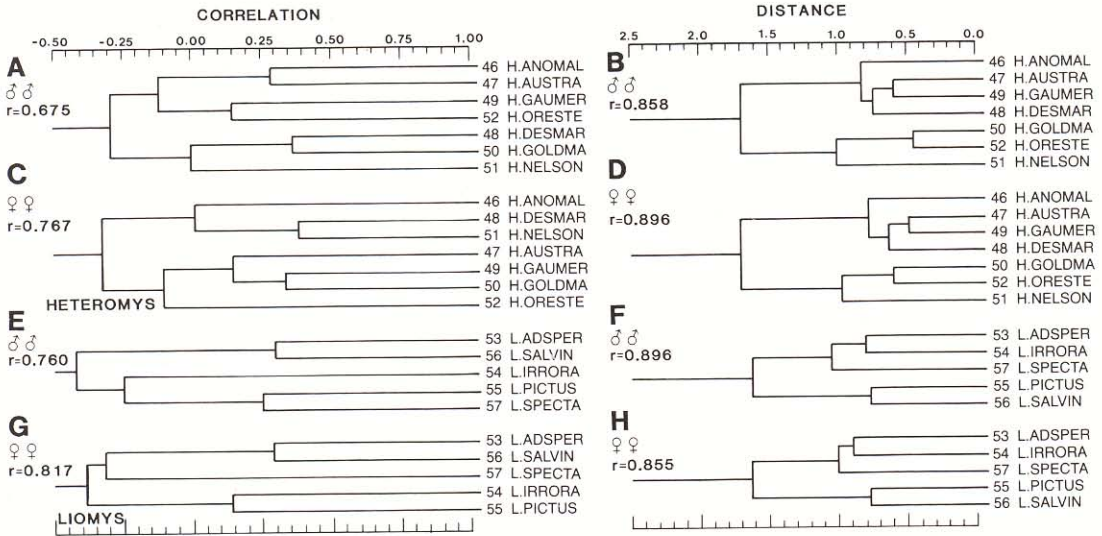 CORRELATION
-0.50 -0.25 0.00 0.25 0.50 0.75 1.00
A
♂♂
r=0.675
46 H.ANOMAL
47 H.AUSTRA
49 H.GAUMER
52 H.ORESTE
48 H.DESMAR
50 H.GOLDMA
51 H.NELSON
C
♀♀
r=0.767
46 H.ANOMAL
48 H.DESMAR
51 H.NELSON
47 H.AUSTRA
49 H.GAUMER
50 H.GOLDMA
52 H.ORESTE
HETEROMYS
E
♂♂
r=0.760
53 L.ADSPER
56 L.SALVIN
54 L.IRRORA
55 L.PICTUS
57 L.SPECTA
G
♀♀
r=0.817
53 L.ADSPER
56 L.SALVIN
57 L.SPECTA
54 L.IRRORA
55 L.PICTUS
LIOMYS
DISTANCE
2.5 2.0 1.5 1.0 0.5 0.0
B
♂♂
r=0.858
46 H.ANOMAL
47 H.AUSTRA
49 H.GAUMER
48 H.DESMAR
50 H.GOLDMA
52 H.ORESTE
51 H.NELSON
D
♀♀
r=0.896
46 H.ANOMAL
47 H.AUSTRA
49 H.GAUMER
48 H.DESMAR
50 H.GOLDMA
52 H.ORESTE
51 H.NELSON
F
♂♂
r=0.896
53 L.ADSPER
54 L.IRRORA
57 L.SPECTA
55 L.PICTUS
56 L.SALVIN
H
♀♀
r=0.855
53 L.ADSPER
54 L.IRRORA
57 L.SPECTA
55 L.PICTUS
56 L.SALVIN